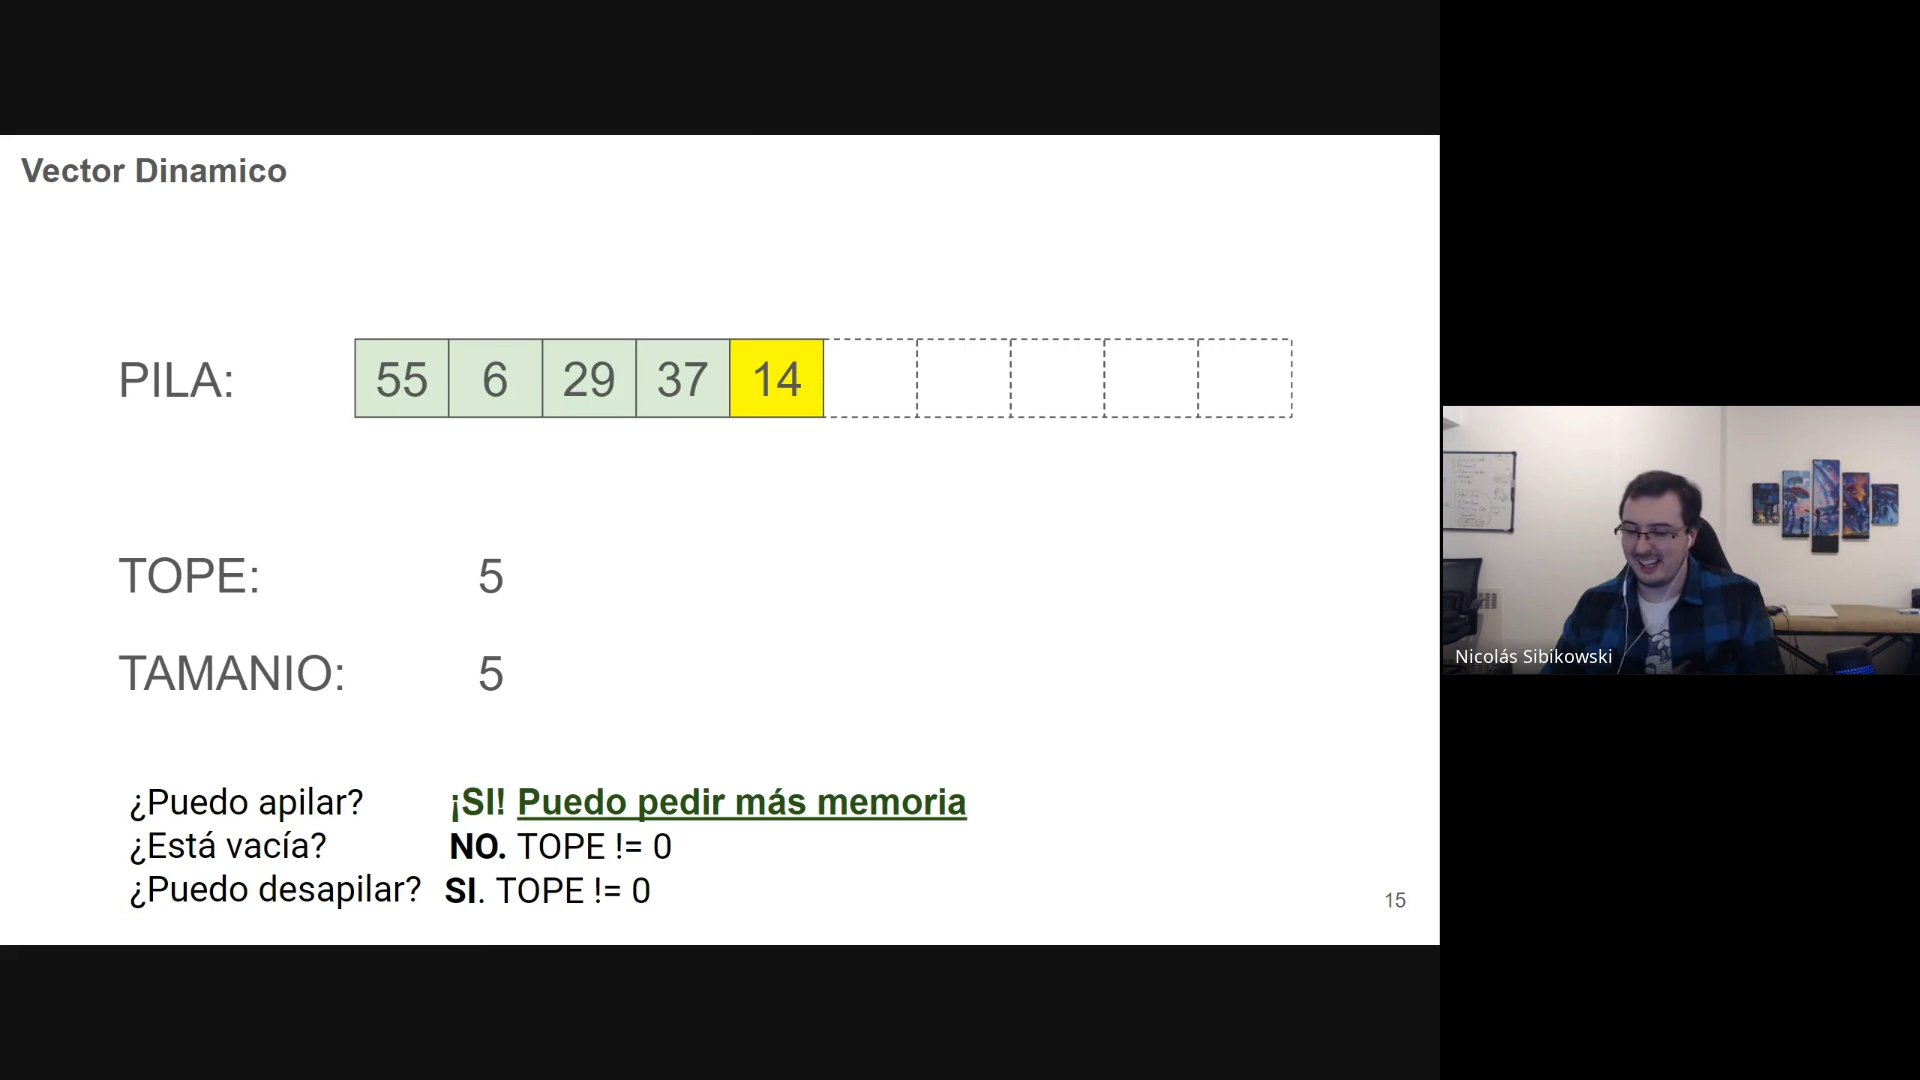 Vector Dinamico
PILA: 55 6 29 37 14
TOPE: 5
TAMANIO: 5
¿Puedo apilar? ¡SI! Puedo pedir más memoria
¿Está vacía? NO. TOPE != 0
¿Puedo desapilar? SI. TOPE != 0
15
Nicolás Sibikowski